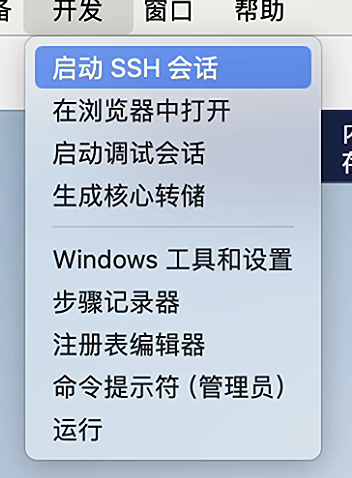 备 开发 窗口 帮助
启动 SSH 会话
在浏览器中打开
启动调试会话
生成核心转储
Windows 工具和设置
步骤记录器
注册表编辑器
命令提示符 (管理员)
运行
内
存